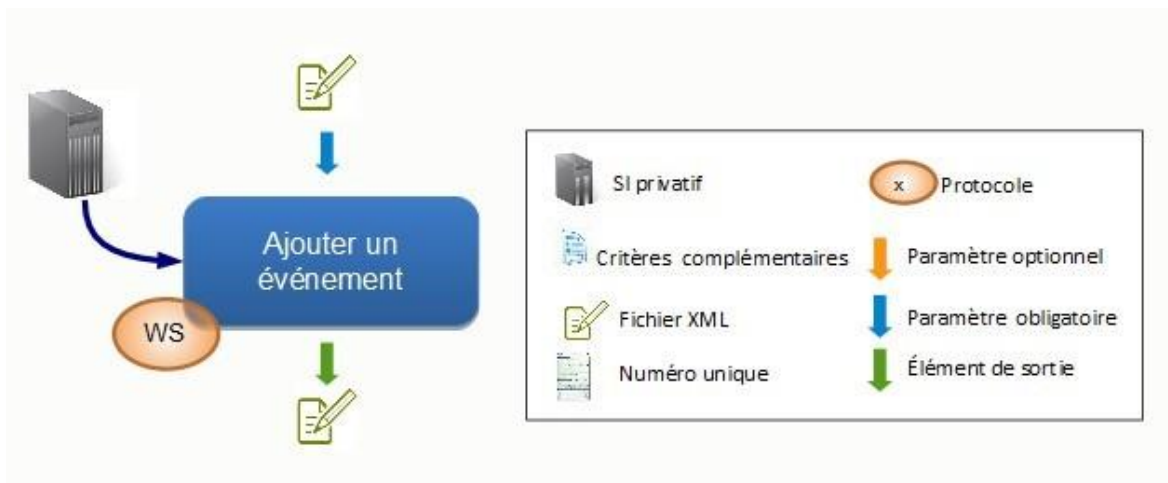 Ajouter un
événement
WS
SI privatif
x Protocole
Critères complémentaires
Paramètre optionnel
Fichier XML
Paramètre obligatoire
Numéro unique
Élément de sortie